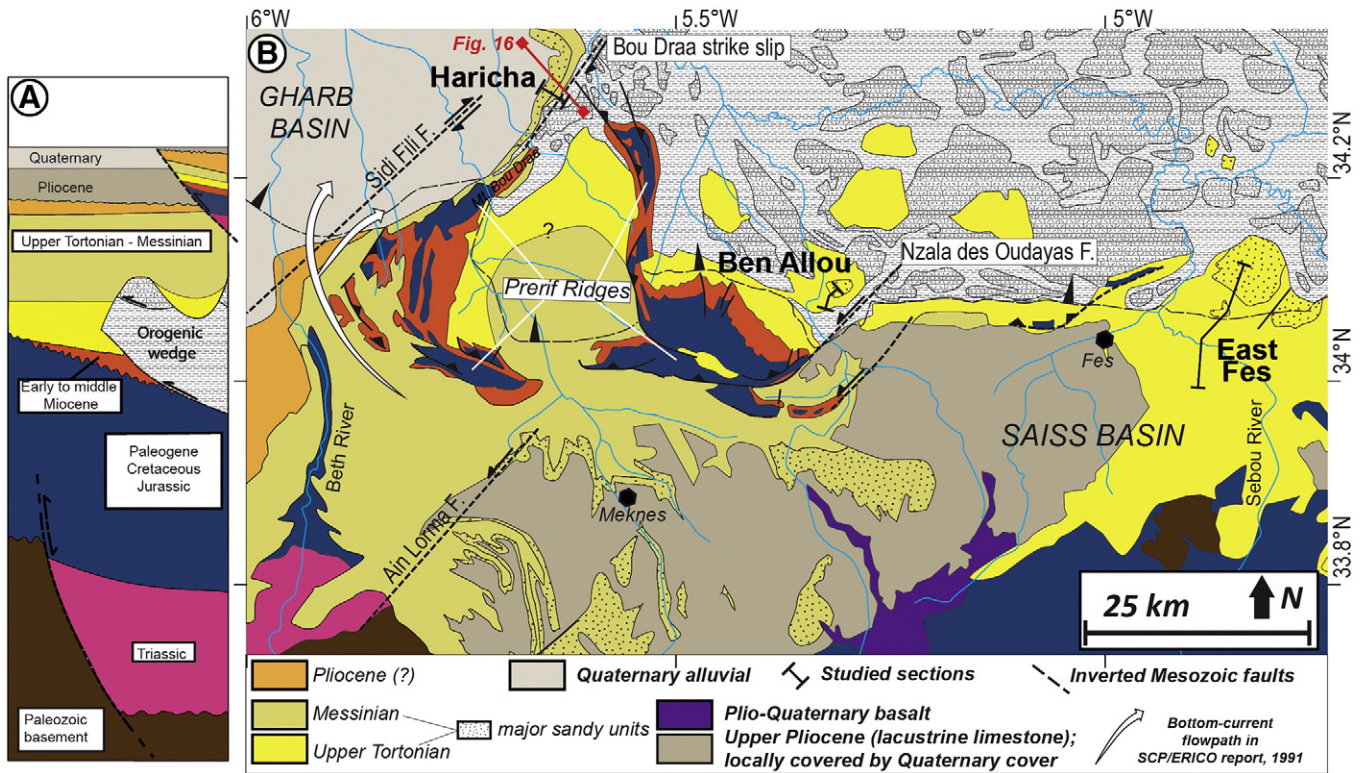 A
Quaternary
Pliocene
Upper Tortonian - Messinian
Orogenic
wedge
Early to middle
Miocene
Paleogene
Cretaceous
Jurassic
Triassic
Paleozoic
basement
6°W
5.5°W
5°W
B
Fig. 16
Bou Draa strike slip
Haricha
GHARB
BASIN
Sidi Fili F.
Mt. Bou Draa
34.2°N
?
Ben Allou
Nzala des Oudayas F.
Prerif Ridges
Fes
East
Fes
34°N
Beth River
SAISS BASIN
Sebou River
Meknes
Ain Lorma F.
33.8°N
25 km
N
Pliocene (?)
Quaternary alluvial
Studied sections
Inverted Mesozoic faults
Messinian
major sandy units
Upper Tortonian
Plio-Quaternary basalt
Upper Pliocene (lacustrine limestone);
locally covered by Quaternary cover
Bottom-current
flowpath in
SCP/ERICO report, 1991